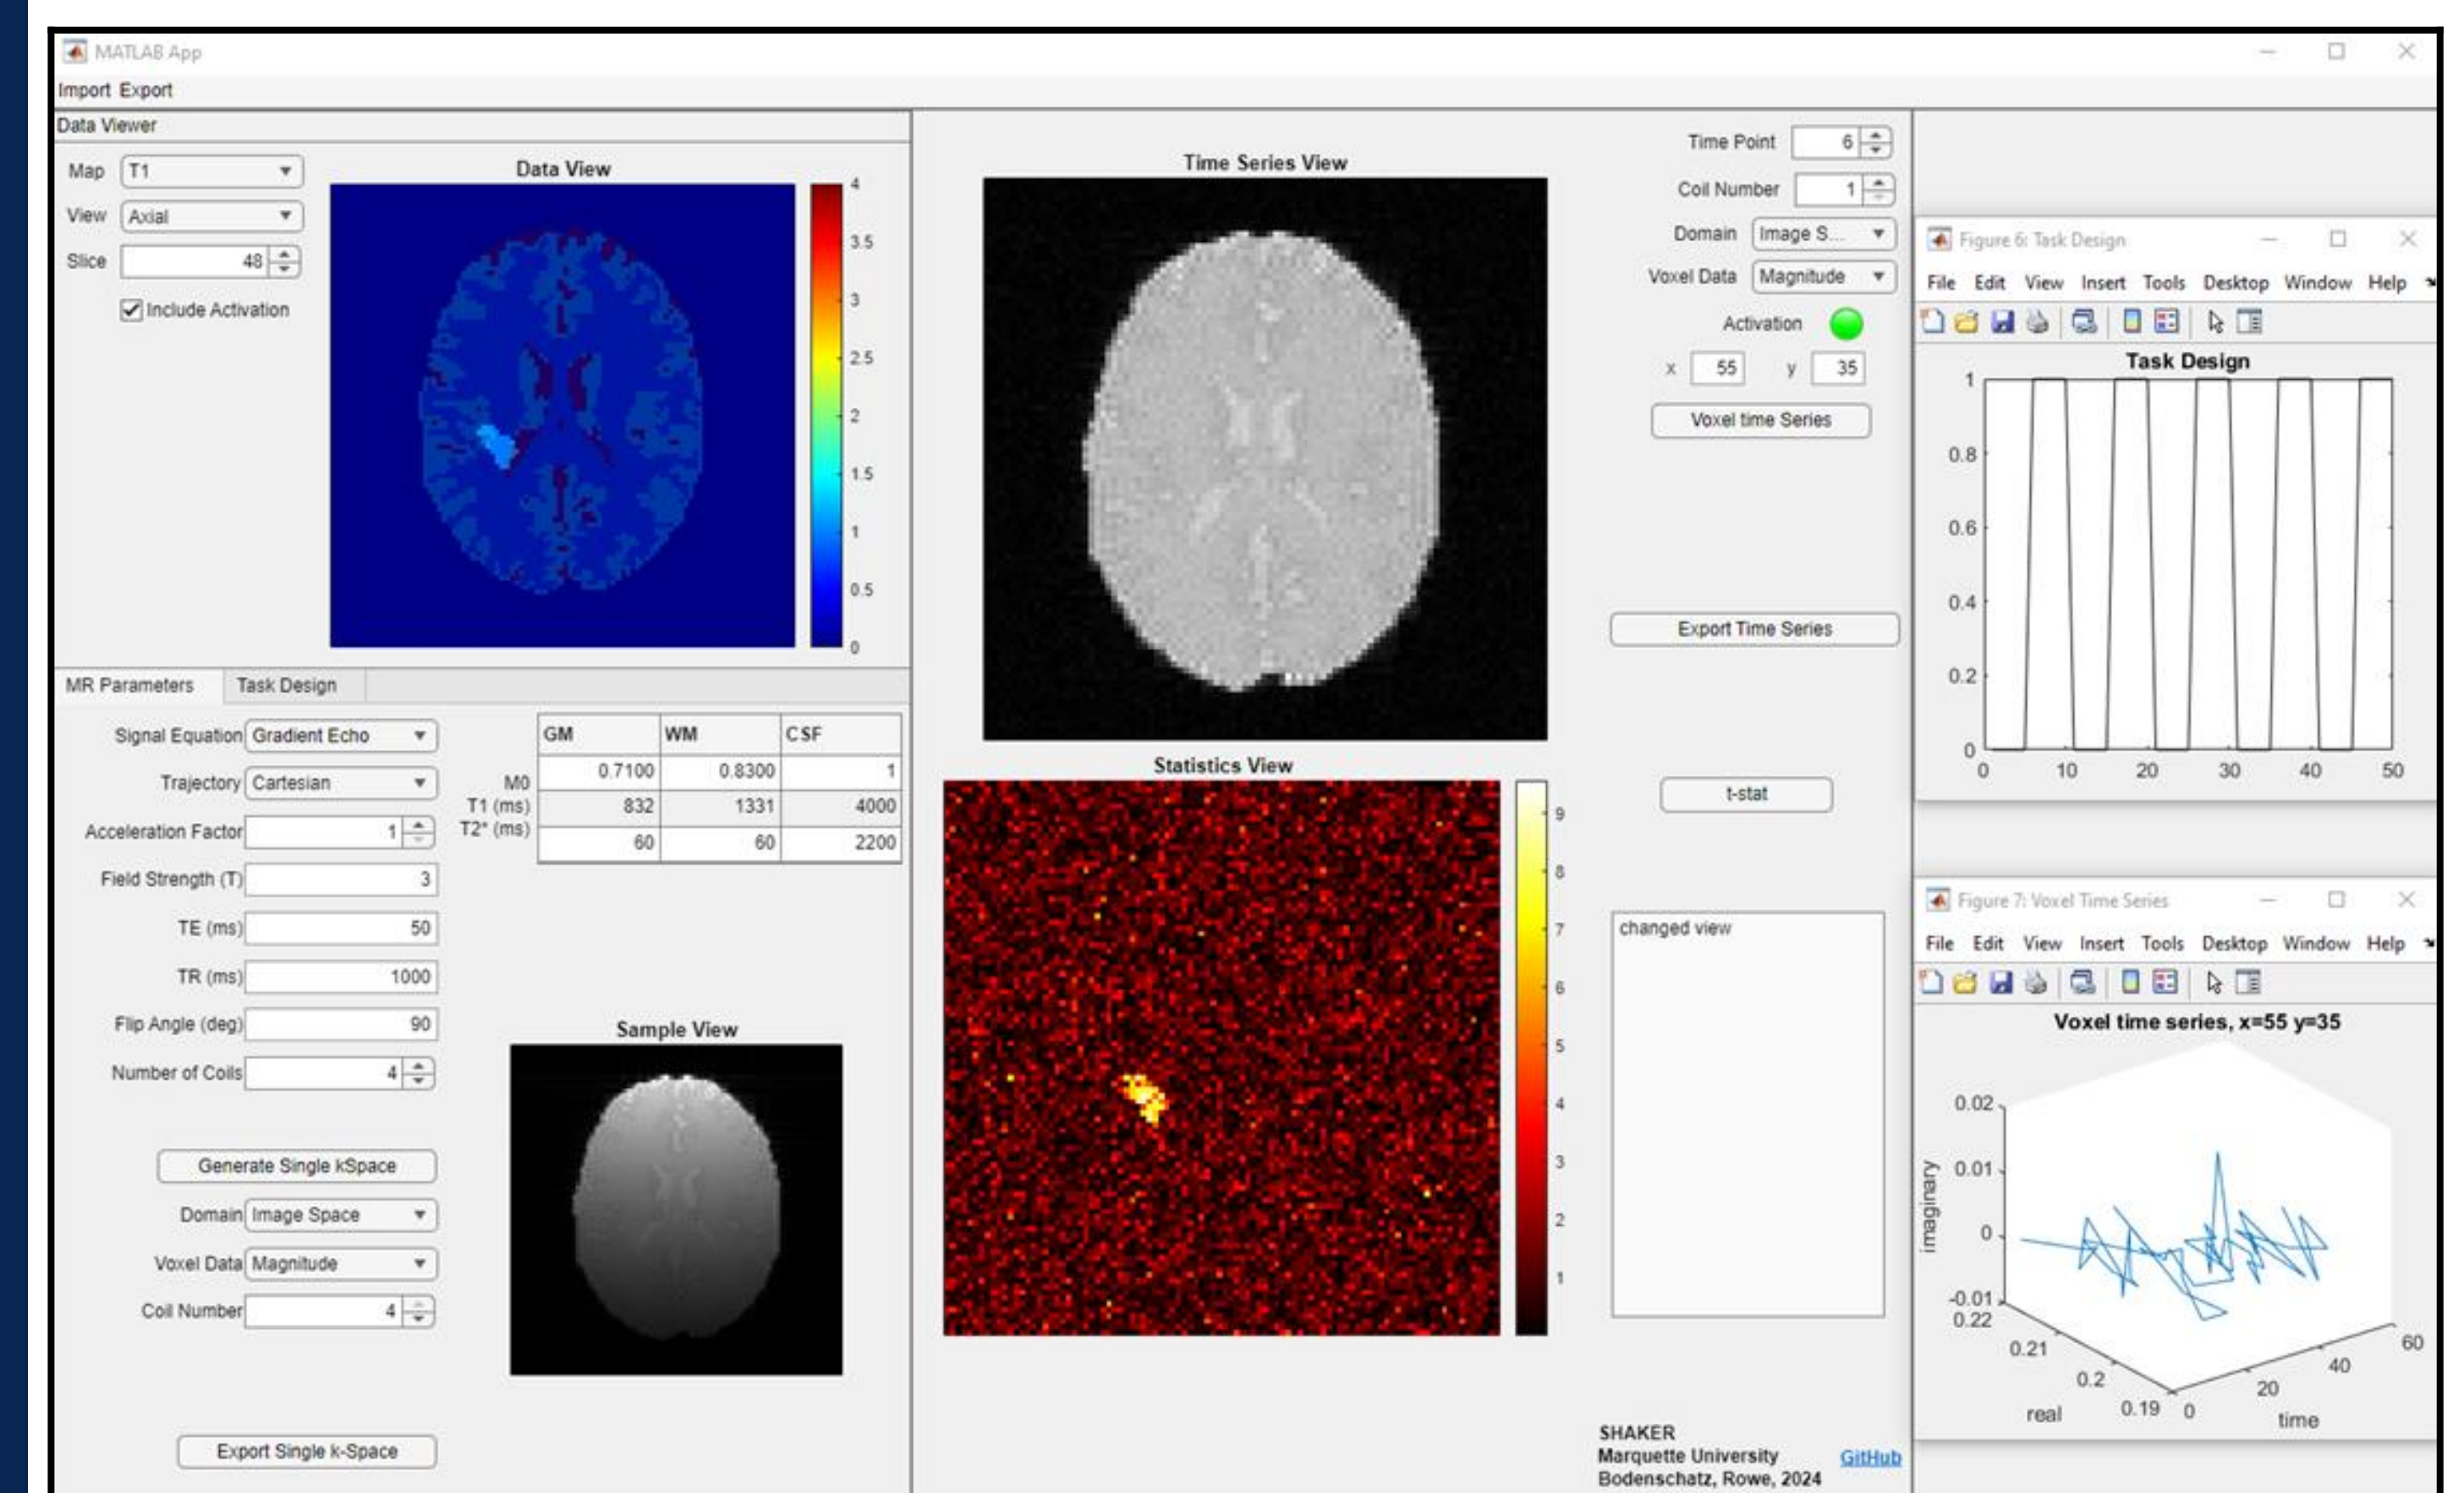 MATLAB App
Import Export
Data Viewer
Map T1
View Axial
Slice 48
Include Activation
Data View
4
3.5
3
2.5
2
1.5
1
0.5
0
MR Parameters Task Design
Signal Equation Gradient Echo
Trajectory Cartesian
Acceleration Factor 1
Field Strength (T) 3
TE (ms) 50
TR (ms) 1000
Flip Angle (deg) 90
Number of Coils 4
GM WM CSF
M0 0.7100 0.8300 1
T1 (ms) 832 1331 4000
T2* (ms) 60 60 2200
Generate Single kSpace
Domain Image Space
Voxel Data Magnitude
Coil Number 4
Export Single k-Space
Sample View
Time Series View
Time Point 6
Coil Number 1
Domain Image S...
Voxel Data Magnitude
Activation
x 55 y 35
Voxel time Series
Export Time Series
Statistics View
9
8
7
6
5
4
3
2
1
t-stat
changed view
SHAKER
Marquette University GitHub
Bodenschatz, Rowe, 2024
Figure 6: Task Design
File Edit View Insert Tools Desktop Window Help
Task Design
1
0.8
0.6
0.4
0.2
0
0 10 20 30 40 50
Figure 7: Voxel Time Series
File Edit View Insert Tools Desktop Window Help
Voxel time series, x=55 y=35
0.02
0.01
0
-0.01
imaginary
0.22
0.21
0.2
0.19
real
0
20
40
60
time